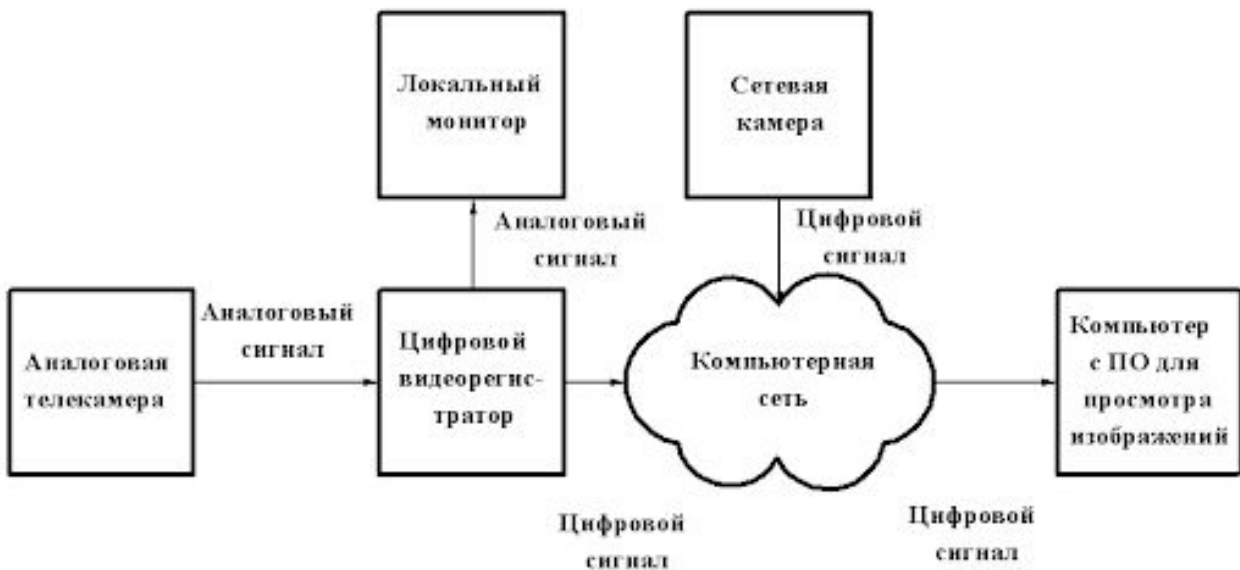 Локальный
монитор
Сетевая
камера
Аналоговый
сигнал
Цифровой
сигнал
Аналоговая
телекамера
Аналоговый
сигнал
Цифровой
видеорегис-
тратор
Компьютерная
сеть
Компьютер
с ПО для
просмотра
изображений
Цифровой
сигнал
Цифровой
сигнал